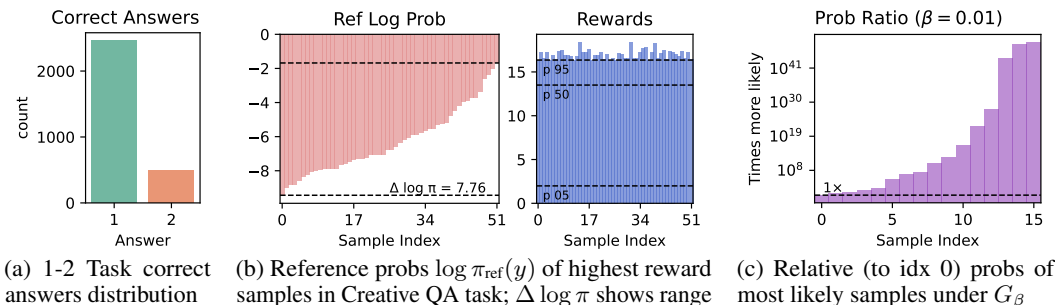 Correct Answers
count
2000
1000
0
1
2
Answer
(a) 1-2 Task correct
answers distribution
Ref Log Prob
0
−2
−4
−6
−8
Δ log π = 7.76
0
17
34
51
Sample Index
Rewards
15
10
5
0
p 95
p 50
p 05
0
17
34
51
Sample Index
(b) Reference probs log π_ref(y) of highest reward
samples in Creative QA task; Δ log π shows range
Prob Ratio (β = 0.01)
Times more likely
10^41
10^30
10^19
10^8
1×
0
5
10
15
Sample Index
(c) Relative (to idx 0) probs of
most likely samples under G_β